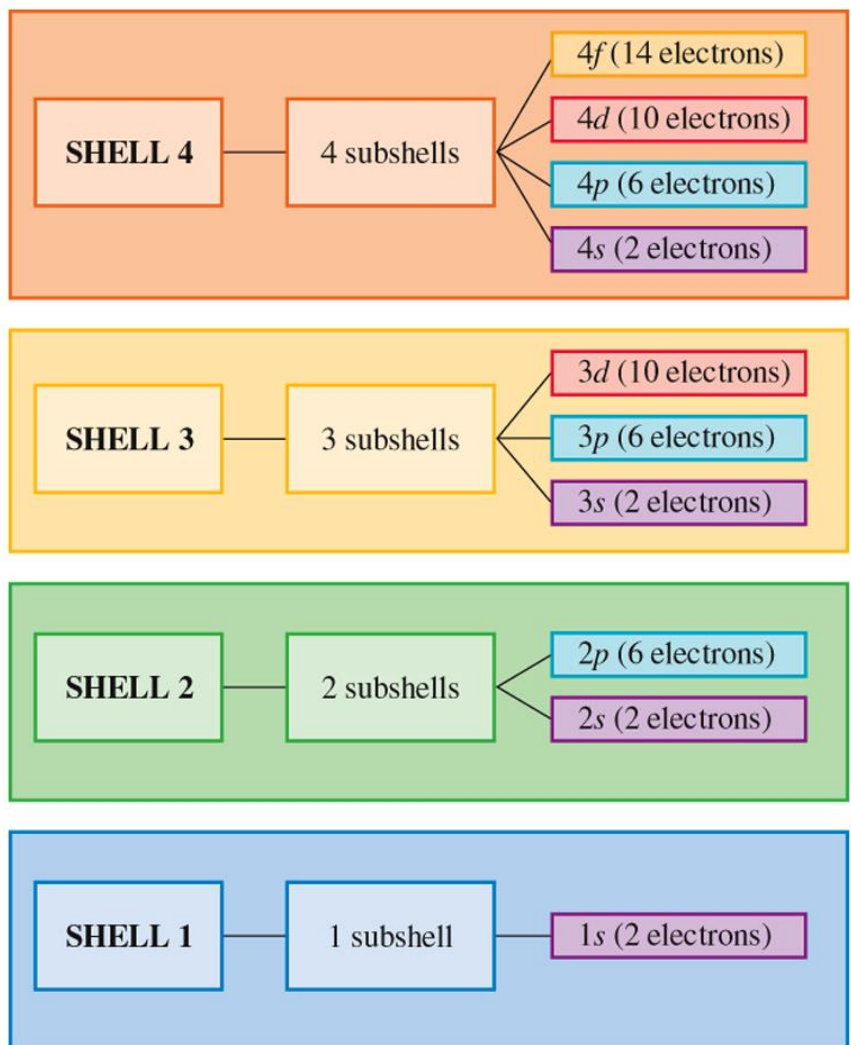 SHELL 4
4 subshells
4f (14 electrons)
4d (10 electrons)
4p (6 electrons)
4s (2 electrons)
SHELL 3
3 subshells
3d (10 electrons)
3p (6 electrons)
3s (2 electrons)
SHELL 2
2 subshells
2p (6 electrons)
2s (2 electrons)
SHELL 1
1 subshell
1s (2 electrons)